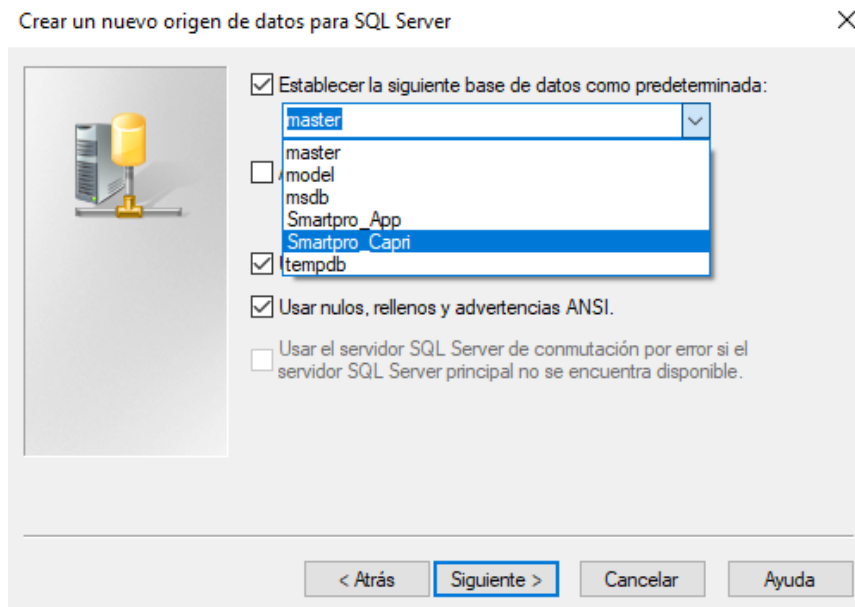 Crear un nuevo origen de datos para SQL Server
Establecer la siguiente base de datos como predeterminada:
master
master
model
msdb
Smartpro_App
Smartpro_Capri
tempdb
Usar nulos, rellenos y advertencias ANSI.
Usar el servidor SQL Server de conmutación por error si el
servidor SQL Server principal no se encuentra disponible.
< Atrás
Siguiente >
Cancelar
Ayuda